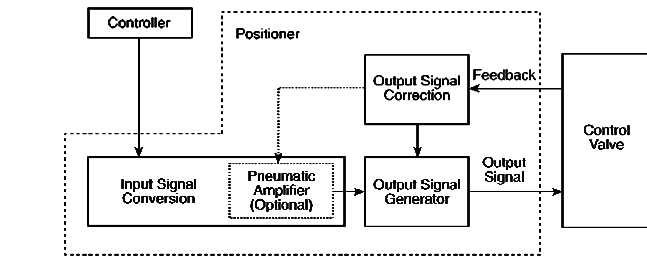 Controller
Positioner
Output Signal
Correction
Feedback
Control
Valve
Input Signal
Conversion
Pneumatic
Amplifier
(Optional)
Output Signal
Generator
Output
Signal